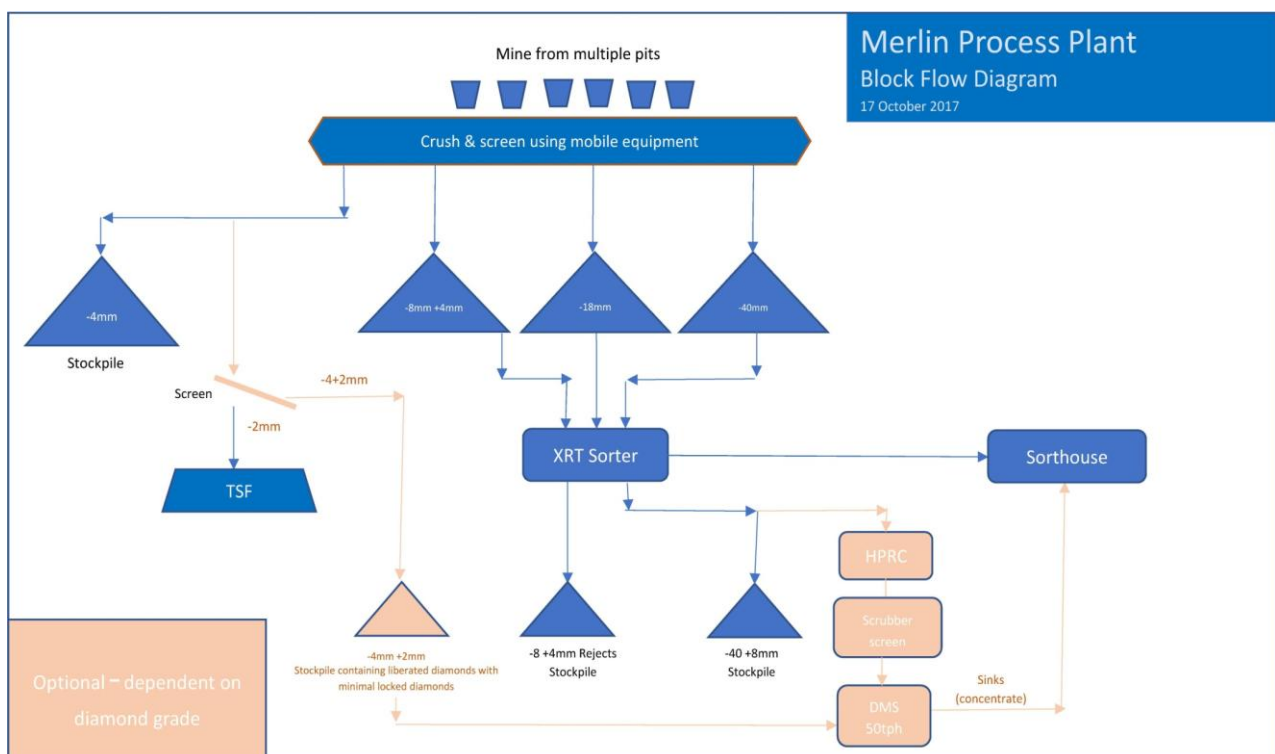 Merlin Process Plant
Block Flow Diagram
17 October 2017
Mine from multiple pits
Crush & screen using mobile equipment
-4mm
Stockpile
-8mm +4mm
-18mm
-40mm
Screen
-4+2mm
-2mm
TSF
XRT Sorter
Sorthouse
HPRC
Scrubber
screen
-4mm +2mm
Stockpile containing liberated diamonds with
minimal locked diamonds
-8 +4mm Rejects
Stockpile
-40 +8mm
Stockpile
Sinks
(concentrate)
DMS
50tph
Optional – dependent on
diamond grade